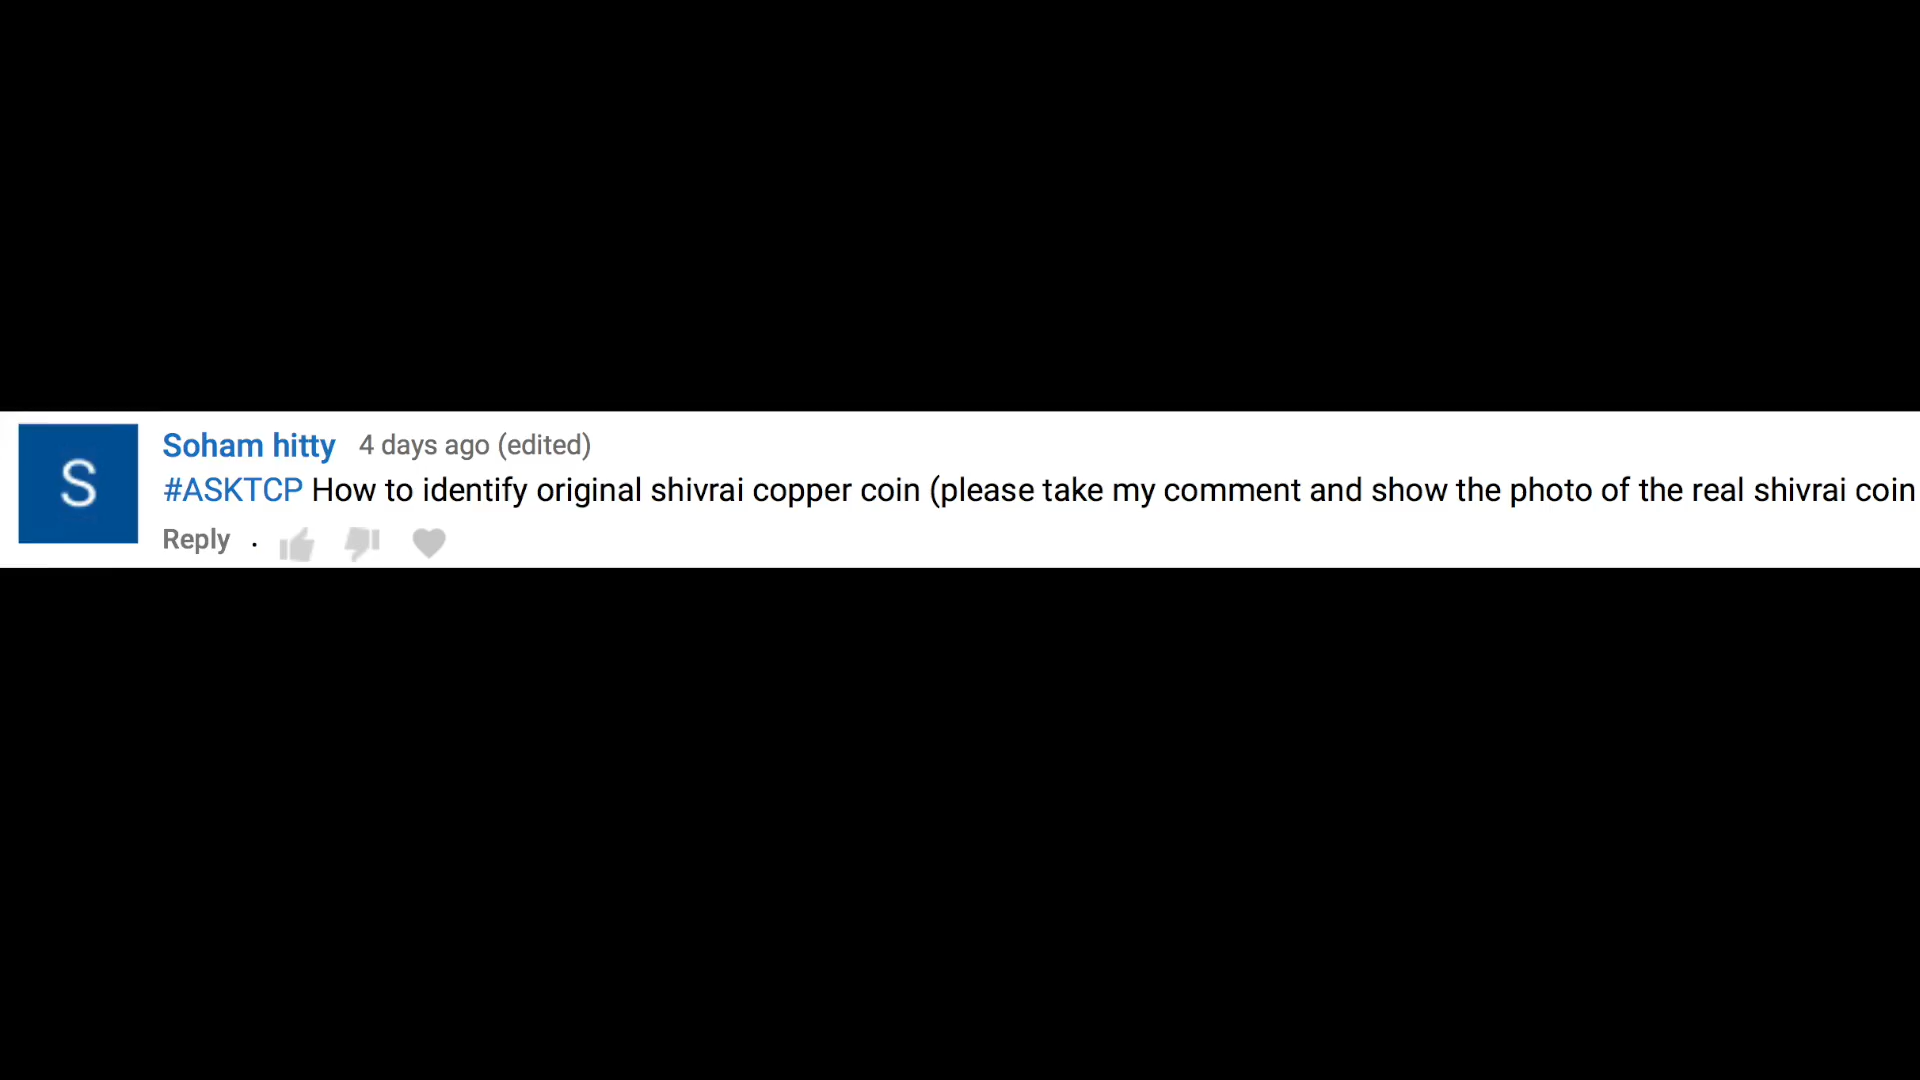 S
Soham hitty 4 days ago (edited)
#ASKTCP How to identify original shivrai copper coin (please take my comment and show the photo of the real shivrai coin
Reply .